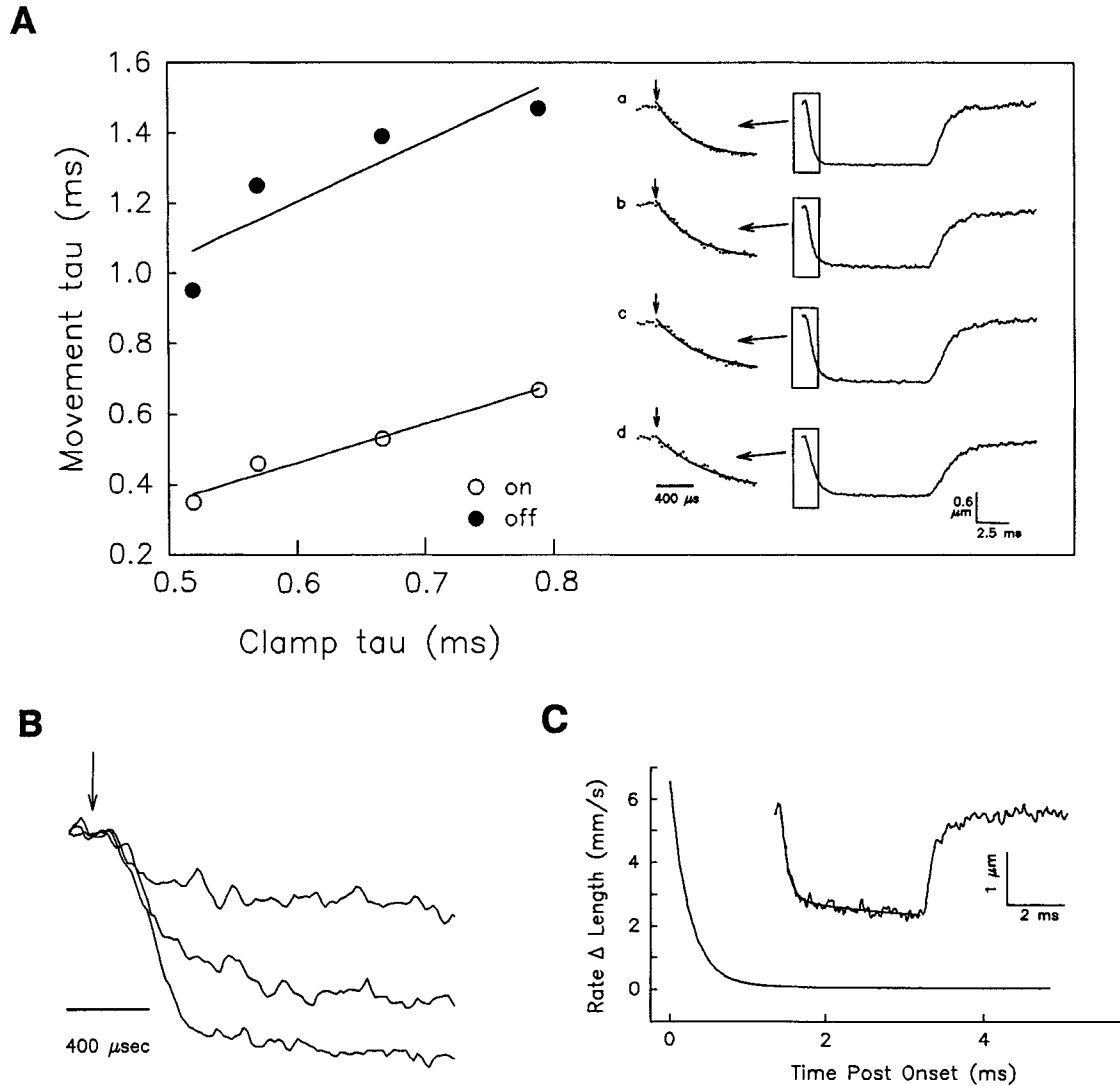 A
1.6
1.4
1.2
1.0
0.8
0.6
0.4
0.2
Movement tau (ms)
0.5
0.6
0.7
0.8
Clamp tau (ms)
on
off
a
b
c
d
400 μs
0.6
μm
2.5 ms
B
400 μsec
C
Rate Δ Length (mm/s)
6
4
2
0
1 μm
2 ms
0
2
4
Time Post Onset (ms)